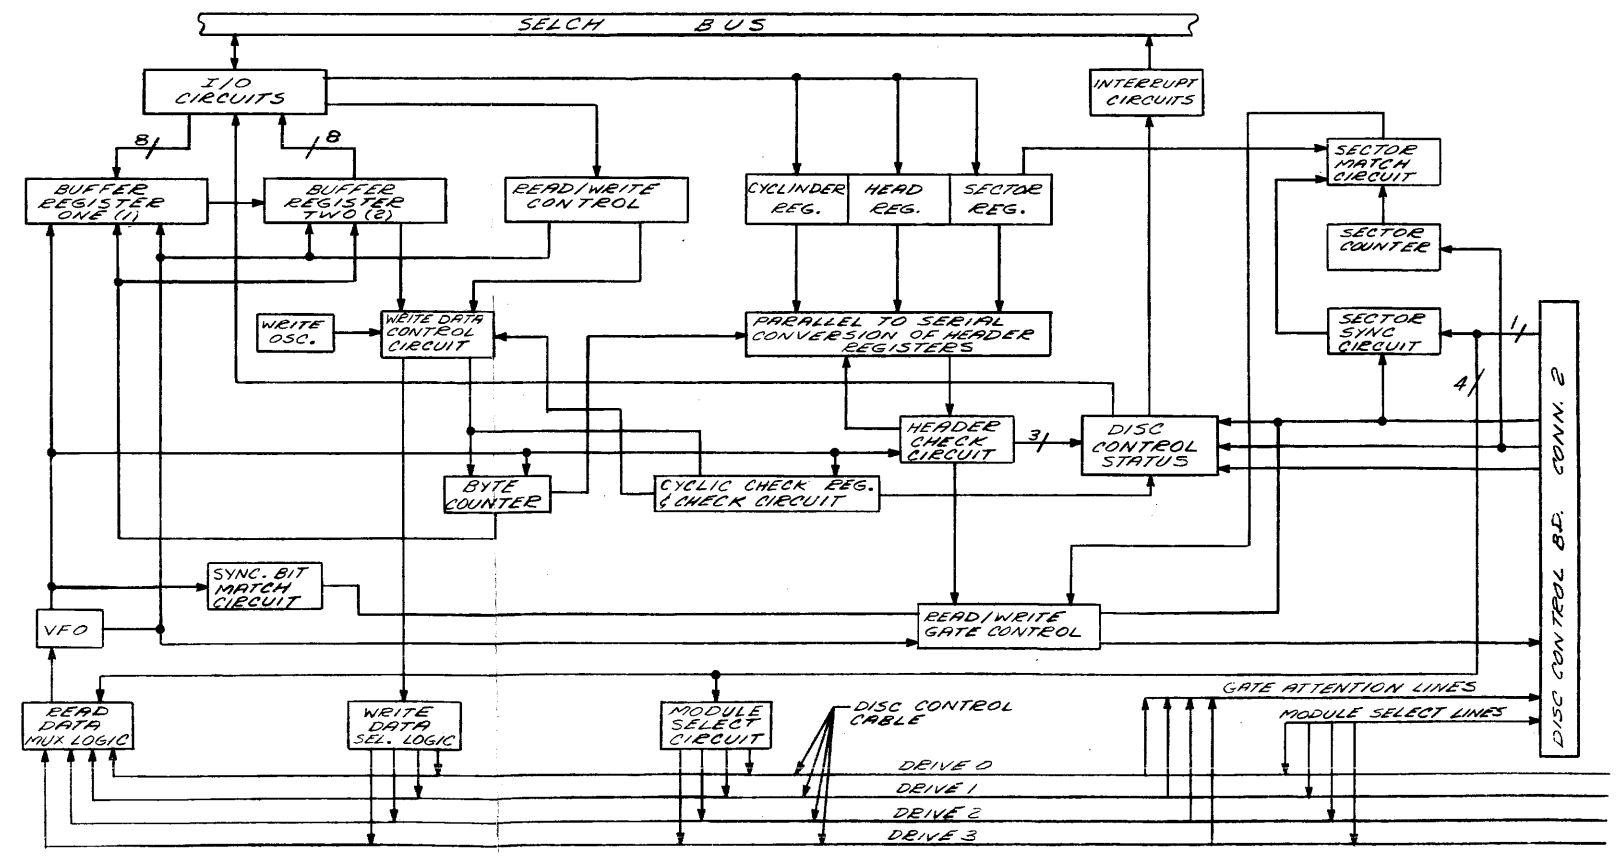 SELCH BUS
I/O
CIRCUITS
INTERRUPT
CIRCUITS
8
8
BUFFER
REGISTER
ONE (1)
BUFFER
REGISTER
TWO (2)
READ/WRITE
CONTROL
CYCLINDER
REG.
HEAD
REG.
SECTOR
REG.
SECTOR
MATCH
CIRCUIT
SECTOR
COUNTER
WRITE
OSC.
WRITE DATA
CONTROL
CIRCUIT
PARALLEL TO SERIAL
CONVERSION OF HEADER
REGISTERS
SECTOR
SYNC
CIRCUIT
1
4
HEADER
CHECK
CIRCUIT
3
DISC
CONTROL
STATUS
BYTE
COUNTER
CYCLIC CHECK REG.
& CHECK CIRCUIT
SYNC. BIT
MATCH
CIRCUIT
VFO
READ/WRITE
GATE CONTROL
DISC CONTROL BD. CONN. 2
READ
DATA
MUX LOGIC
WRITE
DATA
SEL. LOGIC
MODULE
SELECT
CIRCUIT
DISC CONTROL
CABLE
GATE ATTENTION LINES
MODULE SELECT LINES
DRIVE 0
DRIVE 1
DRIVE 2
DRIVE 3